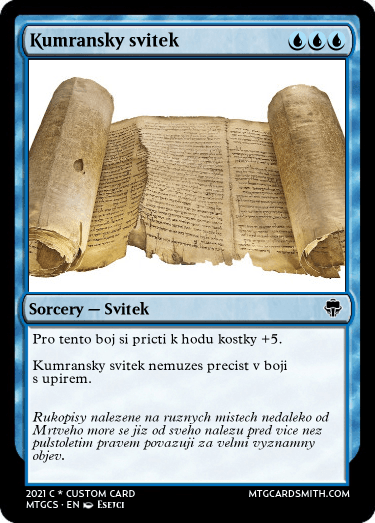 Kumransky svitek
Sorcery — Svitek
Pro tento boj si pricti k hodu kostky +5.
Kumransky svitek nemuzes precist v boji
s upirem.
Rukopisy nalezene na ruznych mistech nedaleko od
Mrtveho more se jiz od sveho nalezu pred vice nez
pulstoletim pravem povazuji za velmi vyznamny
objev.
2021 C * CUSTOM CARD
MTGCARDSMITH.COM
MTGCS • EN Esejci